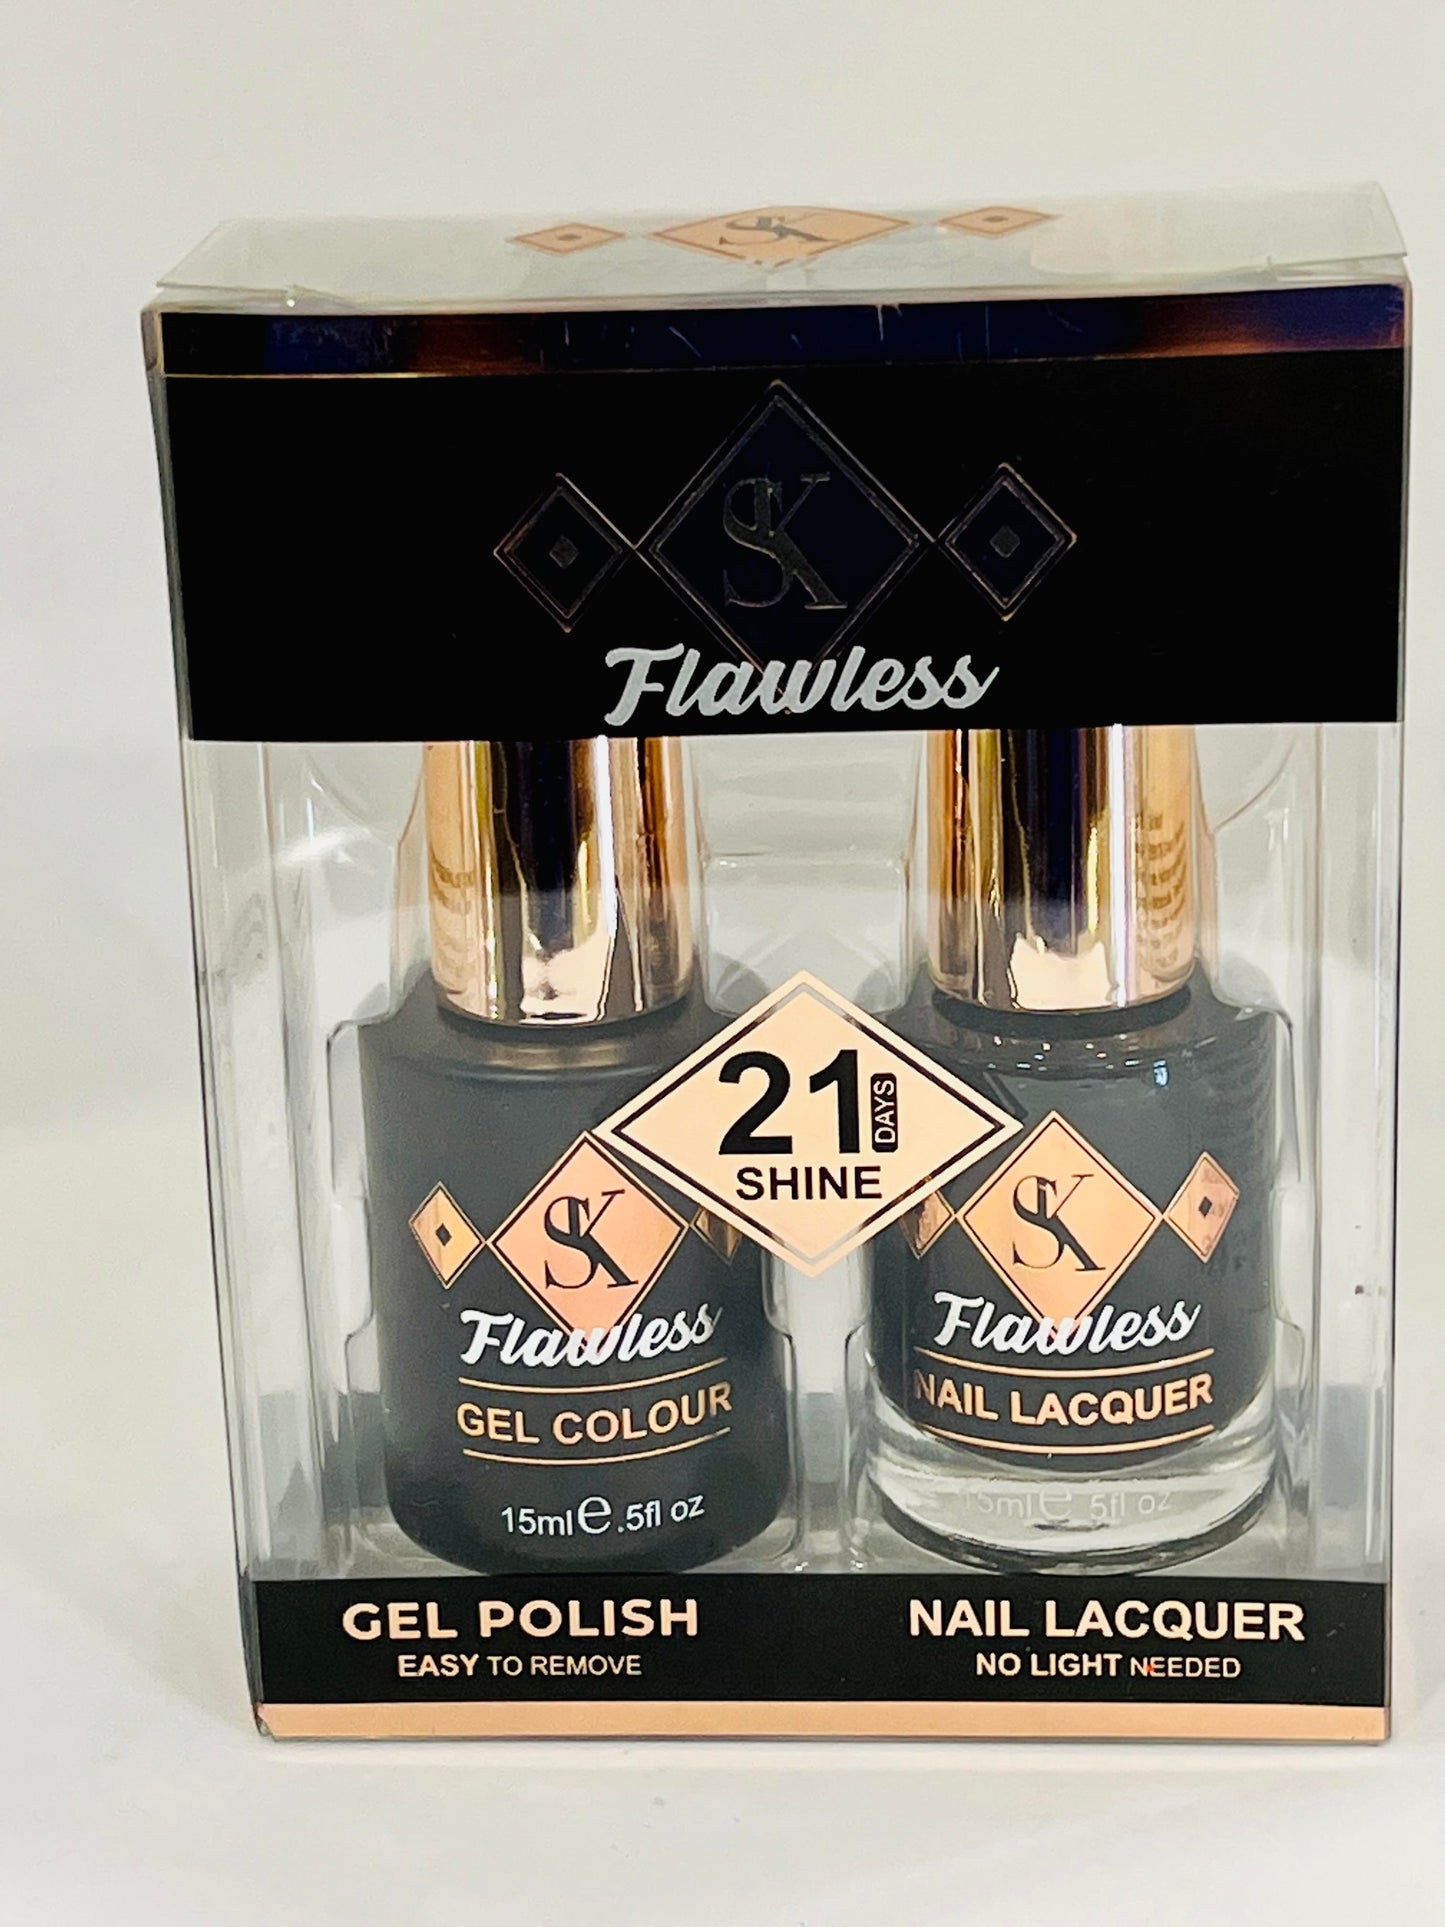 SK
SK
Flawless
21 DAYS
SHINE
SK
Flawless
GEL COLOUR
15ml e .5fl oz
SK
Flawless
NAIL LACQUER
15ml e .5fl oz
GEL POLISH
EASY TO REMOVE
NAIL LACQUER
NO LIGHT NEEDED